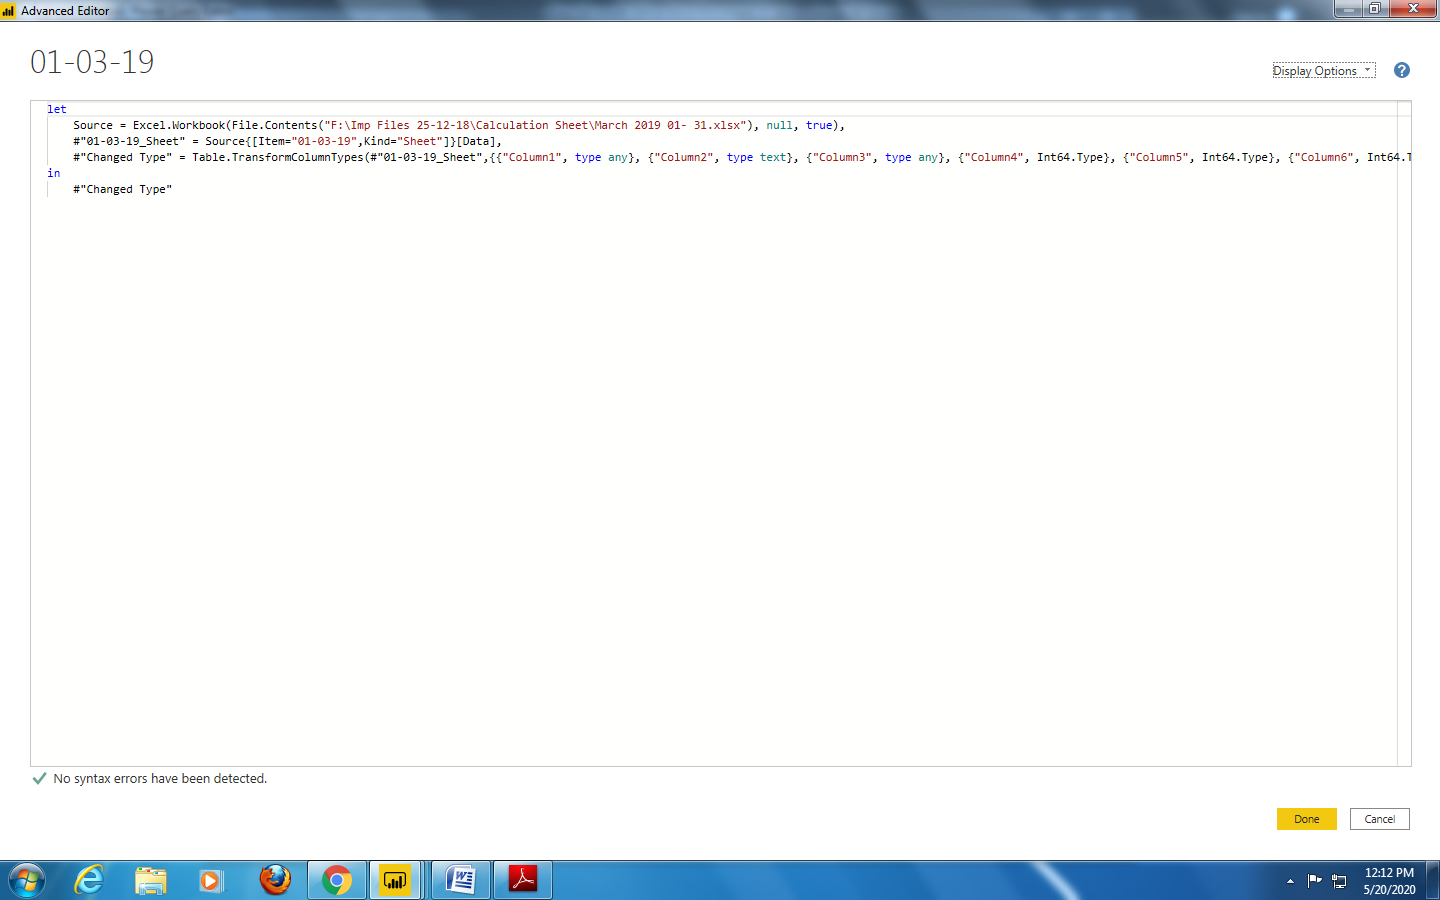 Advanced Editor
01-03-19
Display Options
let
Source = Excel.Workbook(File.Contents("F:\Imp Files 25-12-18\Calculation Sheet\March 2019 01- 31.xlsx"), null, true),
#"01-03-19_Sheet" = Source{[Item="01-03-19",Kind="Sheet"]}[Data],
#"Changed Type" = Table.TransformColumnTypes(#"01-03-19_Sheet",{{"Column1", type any}, {"Column2", type text}, {"Column3", type any}, {"Column4", Int64.Type}, {"Column5", Int64.Type}, {"Column6", Int64.T
in
#"Changed Type"
No syntax errors have been detected.
Done Cancel
12:12 PM
5/20/2020